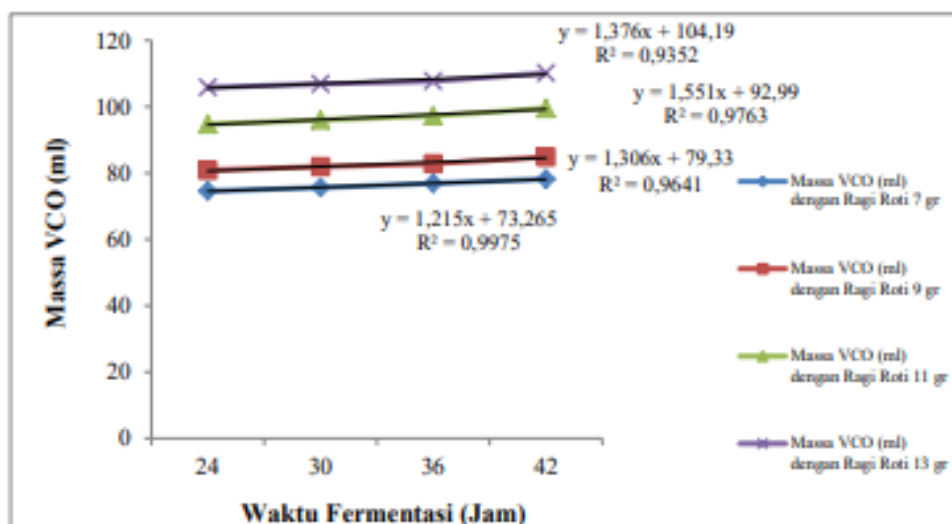 y = 1,376x + 104,19
R² = 0,9352
y = 1,551x + 92,99
R² = 0,9763
y = 1,306x + 79,33
R² = 0,9641
y = 1,215x + 73,265
R² = 0,9975
Massa VCO (ml)
120
100
80
60
40
20
0
24 30 36 42
Waktu Fermentasi (Jam)
Massa VCO (ml)
dengan Ragi Roti 7 gr
Massa VCO (ml)
dengan Ragi Roti 9 gr
Massa VCO (ml)
dengan Ragi Roti 11 gr
Massa VCO (ml)
dengan Ragi Roti 13 gr